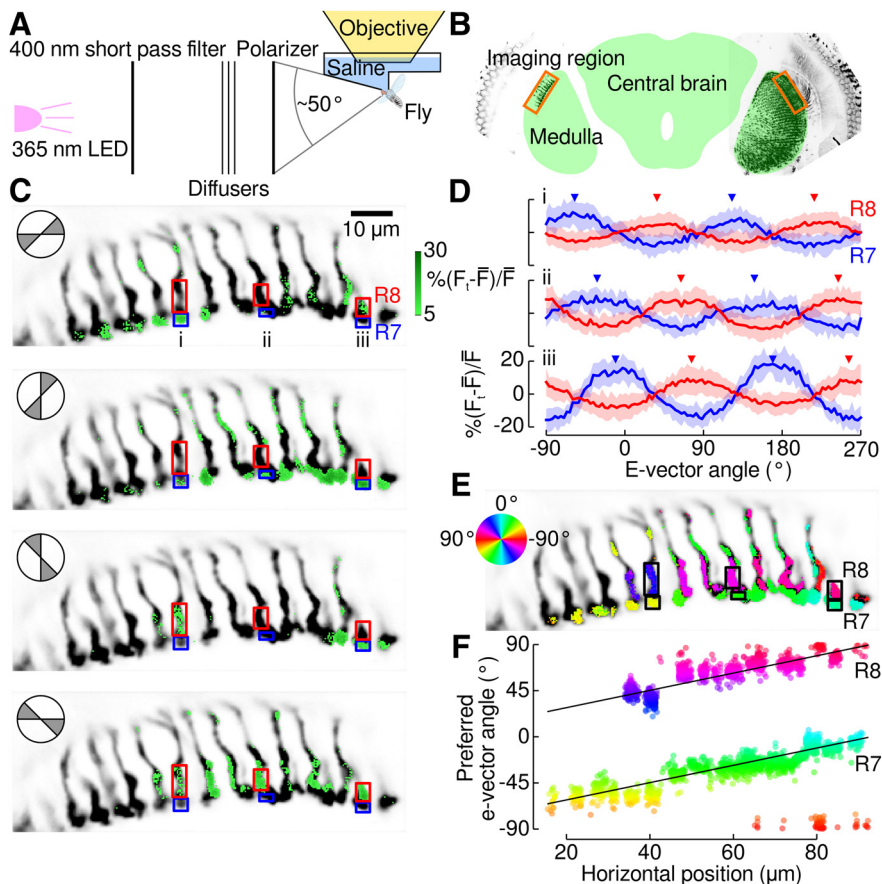 A
400 nm short pass filter
Polarizer
Objective
Saline
~50°
Fly
365 nm LED
Diffusers
B
Imaging region
Central brain
Medulla
C
10 μm
30
%(Ft-F̅)/F̅
5
R8
R7
i
ii
iii
D
i
R8
R7
ii
iii
%(Ft-F̅)/F̅
20
0
-20
-90
0
90
180
270
E-vector angle (°)
E
0°
90°
-90°
R8
R7
F
Preferred
e-vector angle (°)
90
45
0
-45
-90
R8
R7
20
40
60
80
Horizontal position (μm)